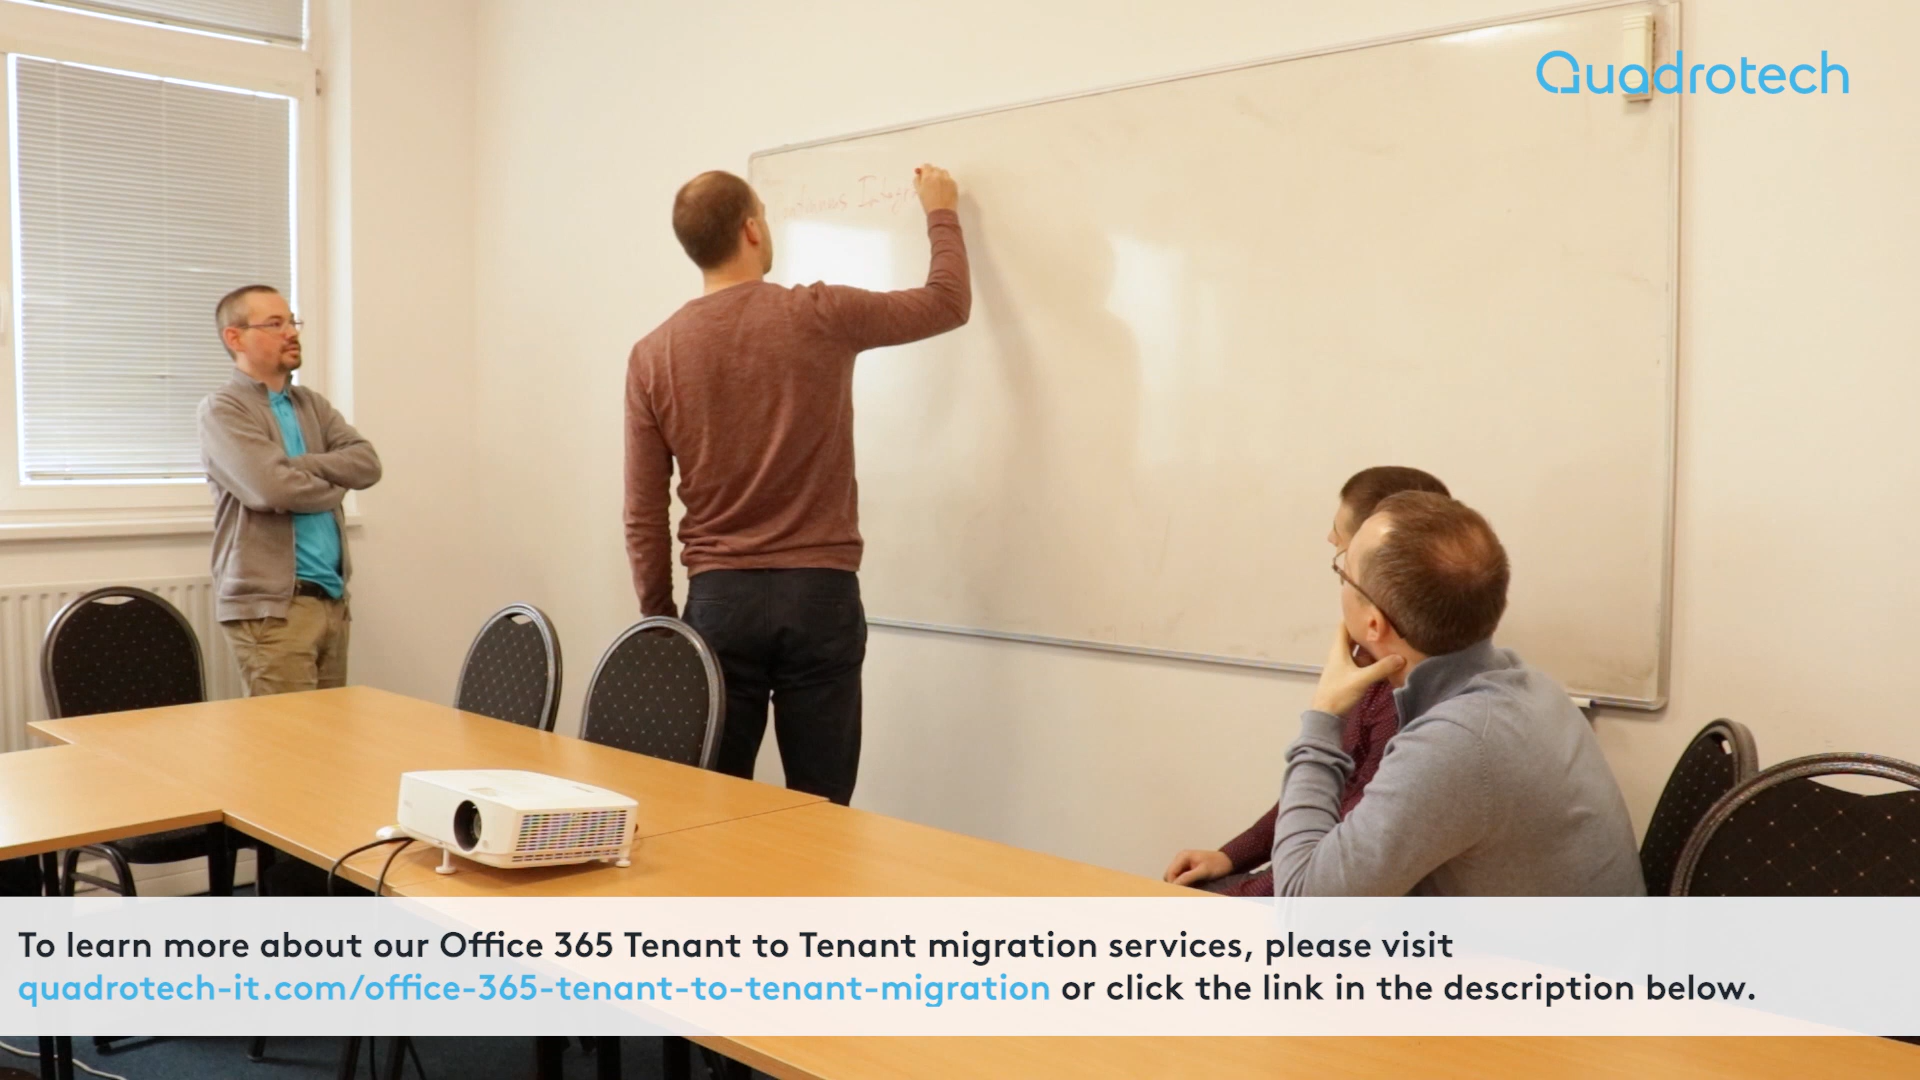 Quadrotech
To learn more about our Office 365 Tenant to Tenant migration services, please visit
quadrotech-it.com/office-365-tenant-to-tenant-migration or click the link in the description below.